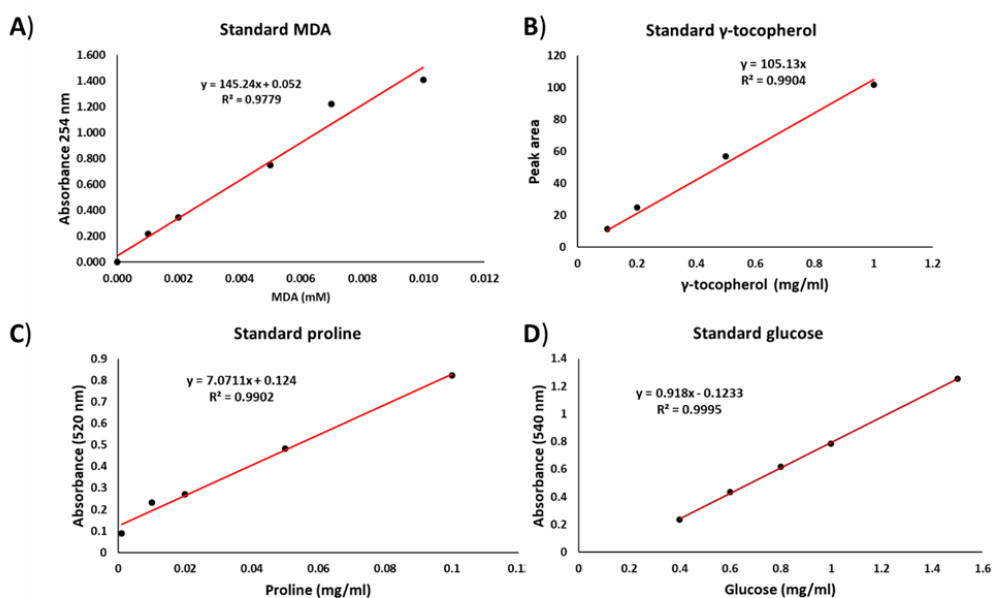 A)
Standard MDA
y = 145.24x + 0.052
R² = 0.9779
Absorbance 254 nm
1.600
1.400
1.200
1.000
0.800
0.600
0.400
0.200
0.000
0.000 0.002 0.004 0.006 0.008 0.010 0.012
MDA (mM)
B)
Standard γ-tocopherol
y = 105.13x
R² = 0.9904
Peak area
120
100
80
60
40
20
0
0 0.2 0.4 0.6 0.8 1 1.2
γ-tocopherol (mg/ml)
C)
Standard proline
y = 7.0711x + 0.124
R² = 0.9902
Absorbance (520 nm)
0.9
0.8
0.7
0.6
0.5
0.4
0.3
0.2
0.1
0
0 0.02 0.04 0.06 0.08 0.1
Proline (mg/ml)
D)
Standard glucose
y = 0.918x - 0.1233
R² = 0.9995
Absorbance (540 nm)
1.4
1.2
1
0.8
0.6
0.4
0.2
0
0 0.2 0.4 0.6 0.8 1 1.2 1.4 1.6
Glucose (mg/ml)